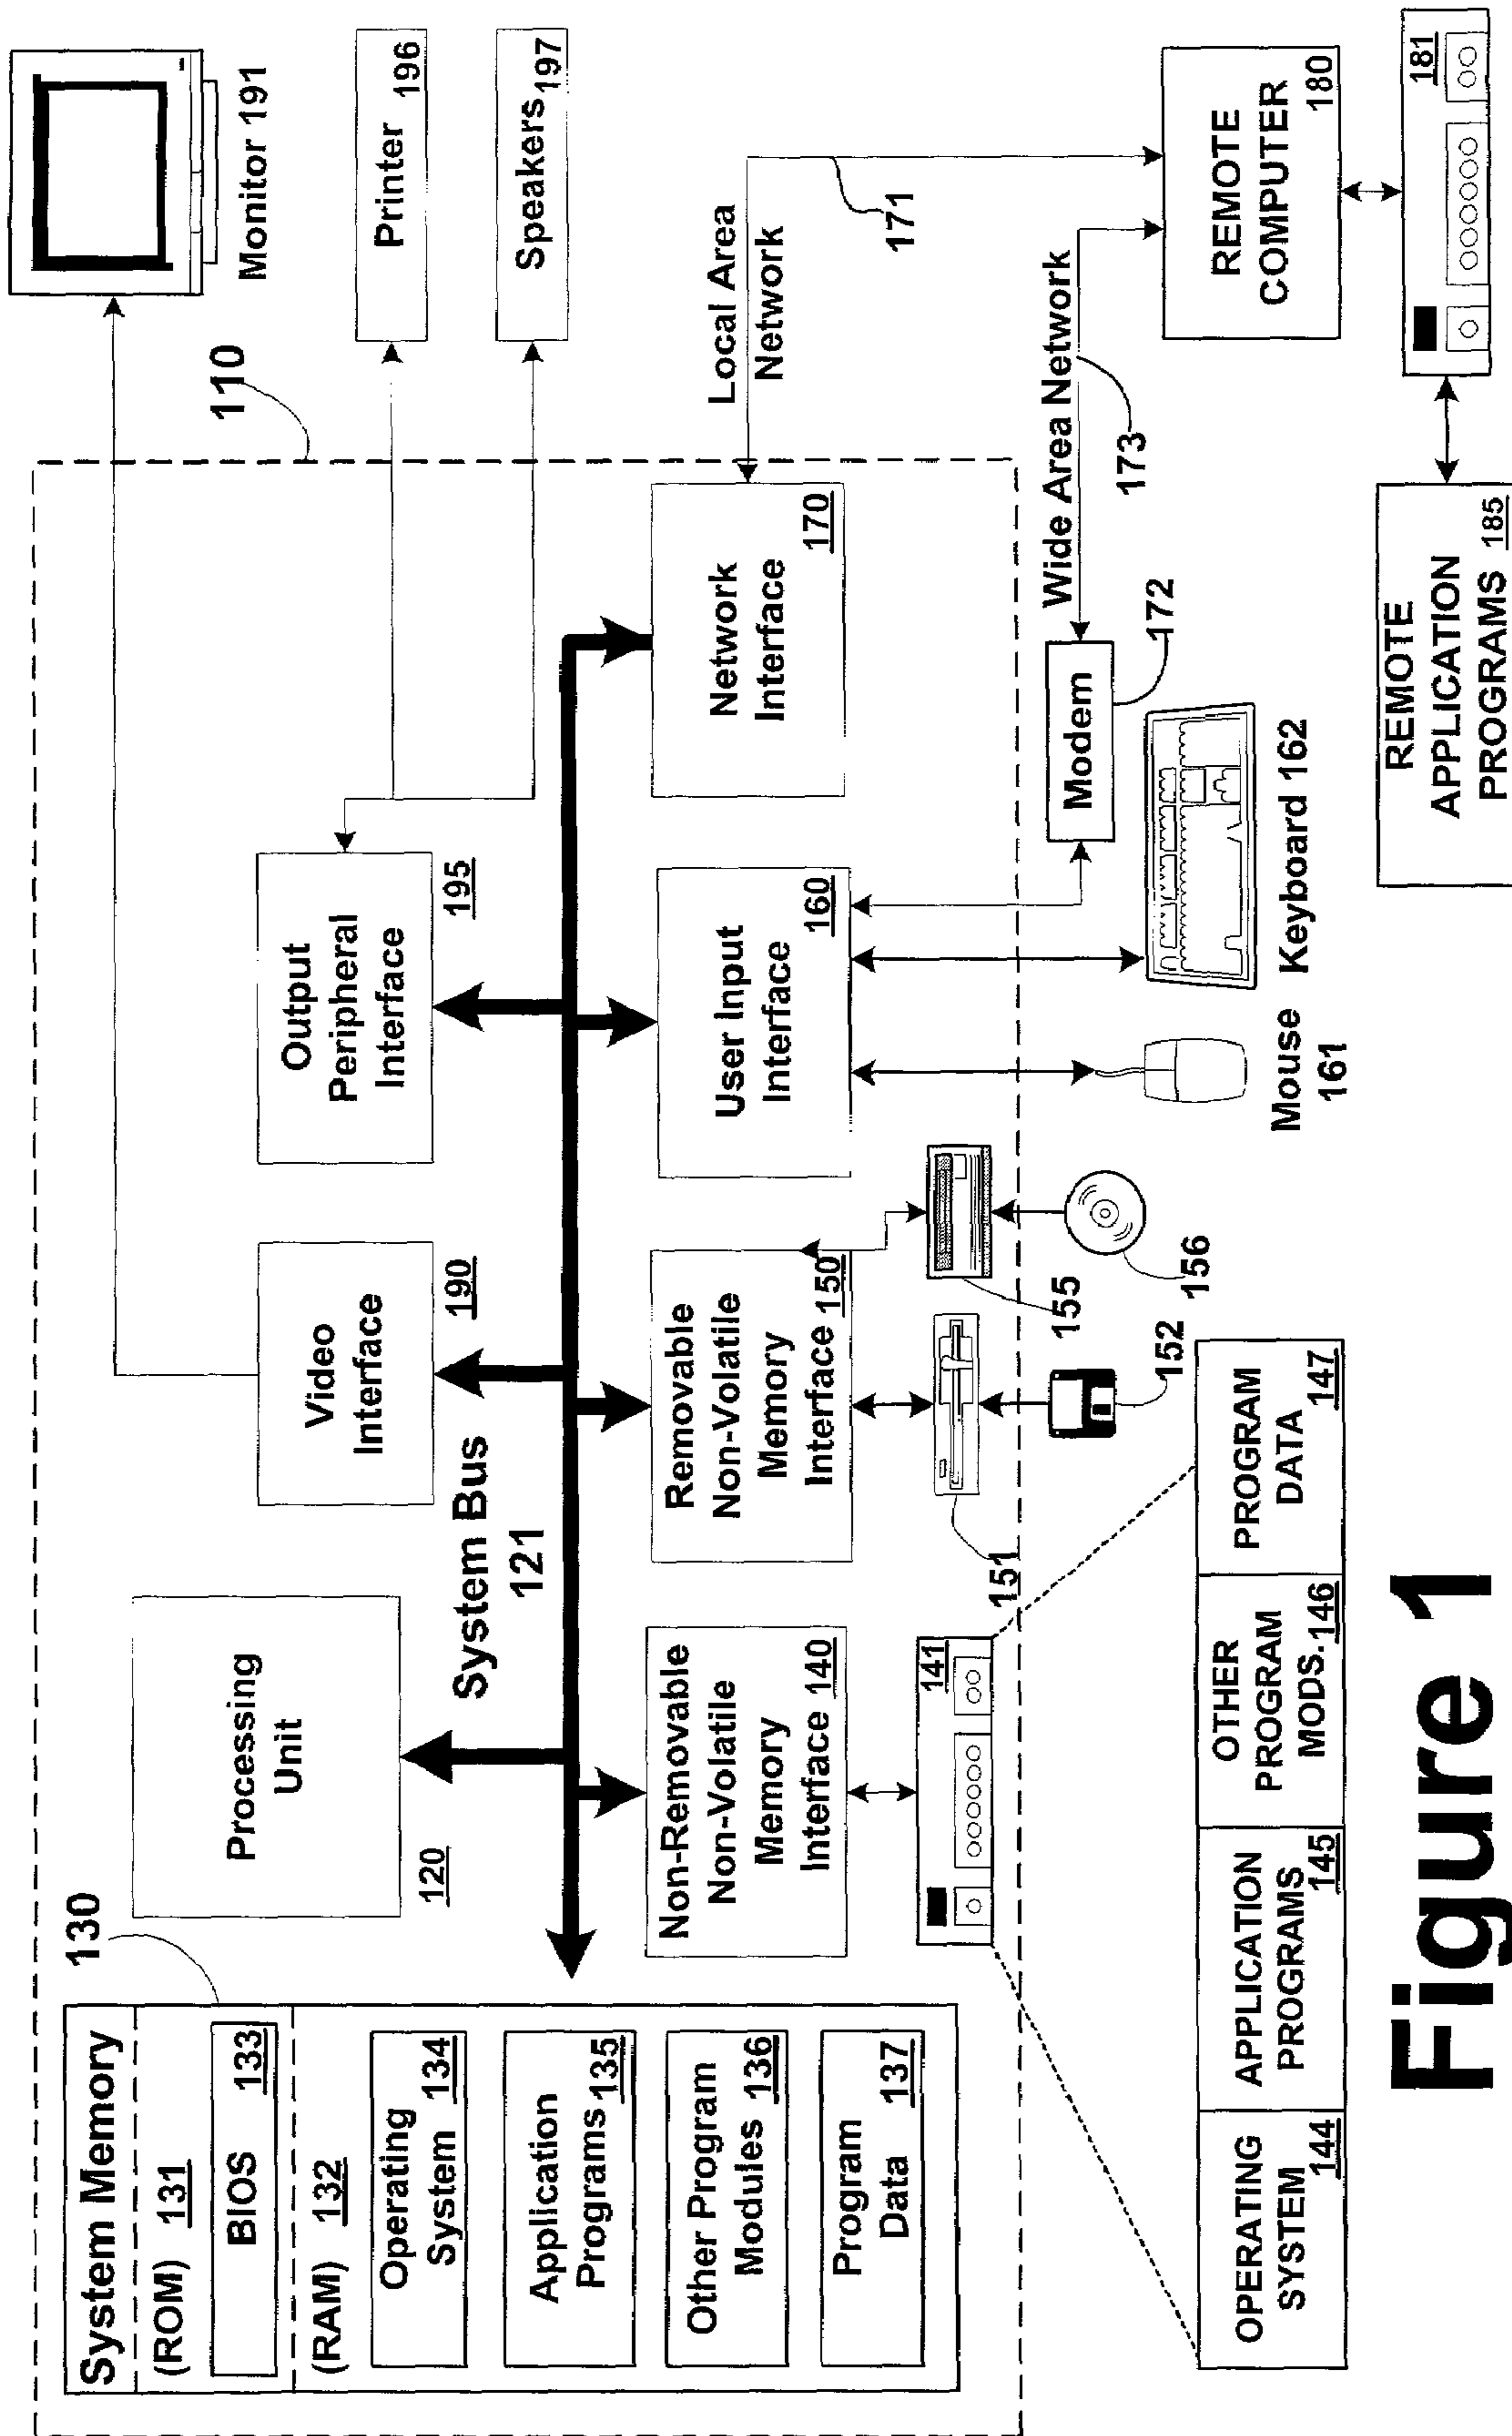 System Memory
(ROM) 131
BIOS 133
(RAM) 132
Operating
System 134
Application
Programs 135
Other Program
Modules 136
Program
Data 137
130
Processing
Unit
120
System Bus
121
Video
Interface
190
Output
Peripheral
Interface
195
110
Monitor 191
Printer
196
Speakers 197
Non-Removable
Non-Volatile
Memory
Interface 140
Removable
Non-Volatile
Memory
Interface 150
User Input
Interface
160
Network
Interface
170
Local Area
Network
171
141
151
155
152
156
Modem
172
Wide Area Network
173
Mouse
161
Keyboard 162
REMOTE
COMPUTER
180
181
REMOTE
APPLICATION
PROGRAMS 185
OPERATING
SYSTEM
144
APPLICATION
PROGRAMS
145
OTHER
PROGRAM
MODS. 146
PROGRAM
DATA
147
Figure 1